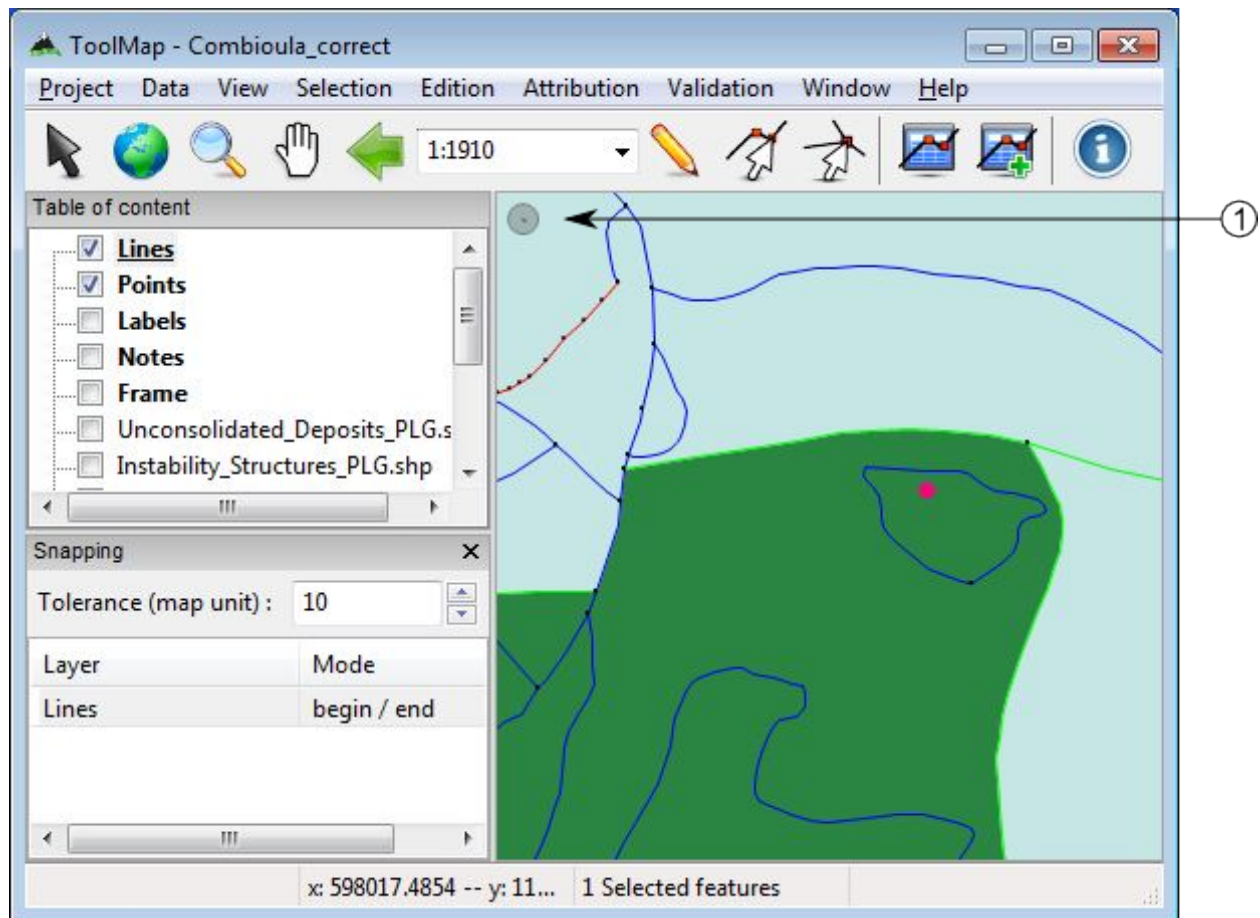 ToolMap - Combioula_correct
Project Data View Selection Edition Attribution Validation Window Help
1:1910
Table of content
Lines
Points
Labels
Notes
Frame
Unconsolidated_Deposits_PLG.s
Instability_Structures_PLG.shp
Snapping
Tolerance (map unit) : 10
Layer Mode
Lines begin / end
x: 598017.4854 -- y: 11... 1 Selected features
1